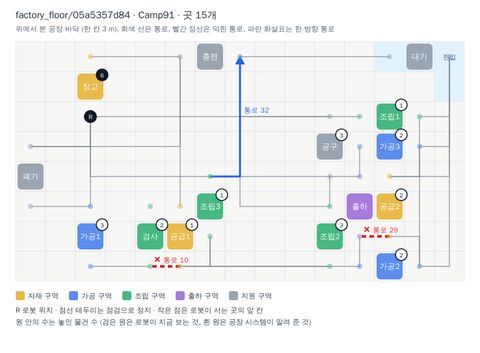 factory_floor/05a5357d84 · Camp91 · 곳 15개
위에서 본 공장 바닥 (한 칸 3 m). 회색 선은 통로, 빨간 점선은 막힌 통로, 파란 화살표는 한 방향 통로
충전
대기
진입
6
창고
통로 32
R
1
조립1
3
공구
2
가공3
폐기
1
조립3
출하
2
공급2
3
가공1
2
검사
1
공급1
3
조립2
✕ 통로 29
✕ 통로 10
2
가공2
자재 구역
가공 구역
조립 구역
출하 구역
지원 구역
R 로봇 위치 · 점선 테두리는 점검으로 정지 · 작은 점은 로봇이 서는 곳의 앞 칸
원 안의 수는 놓인 물건 수 (검은 원은 로봇이 지금 보는 것, 흰 원은 공장 시스템이 알려 준 것)